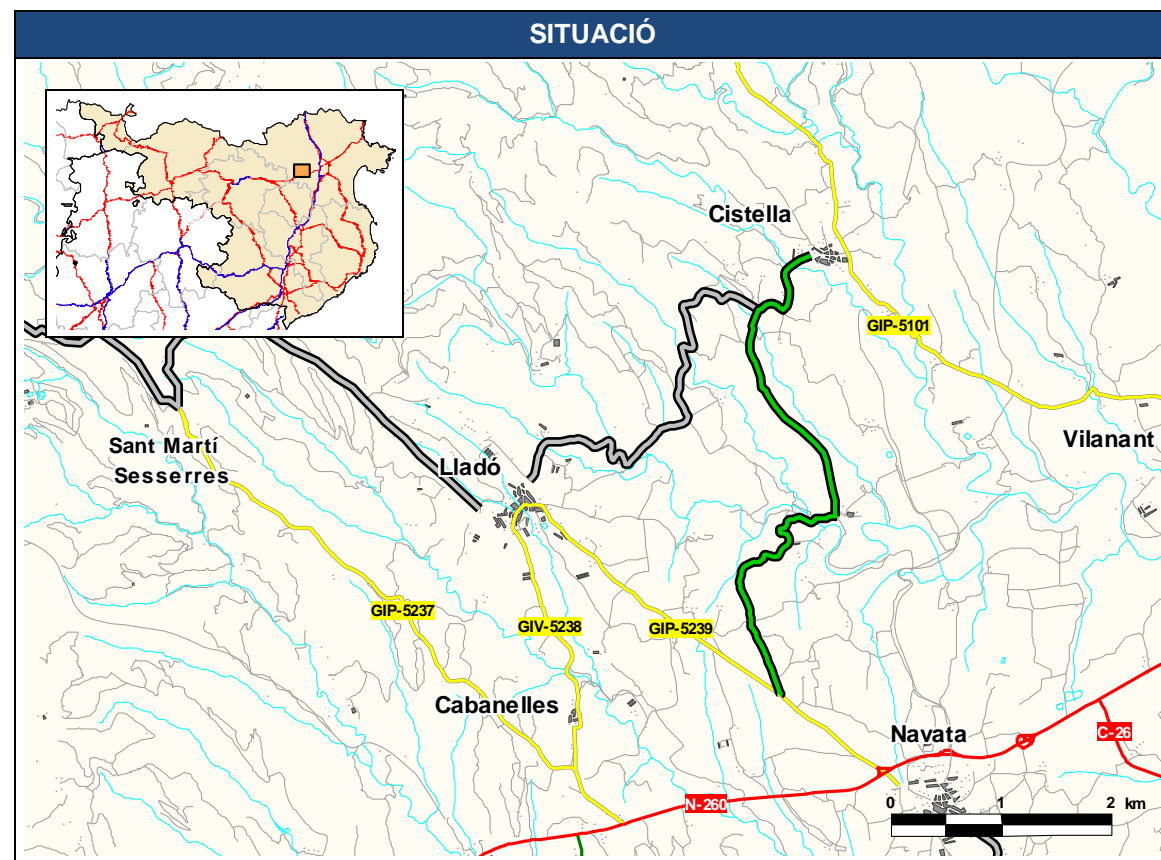 SITUACIÓ
Cistella
GIP-5101
Vilanant
Sant Martí
Sesserres
Lladó
GIP-5237
GIV-5238
GIP-5239
Cabanelles
Navata
C-26
N-260
0 1 2 km